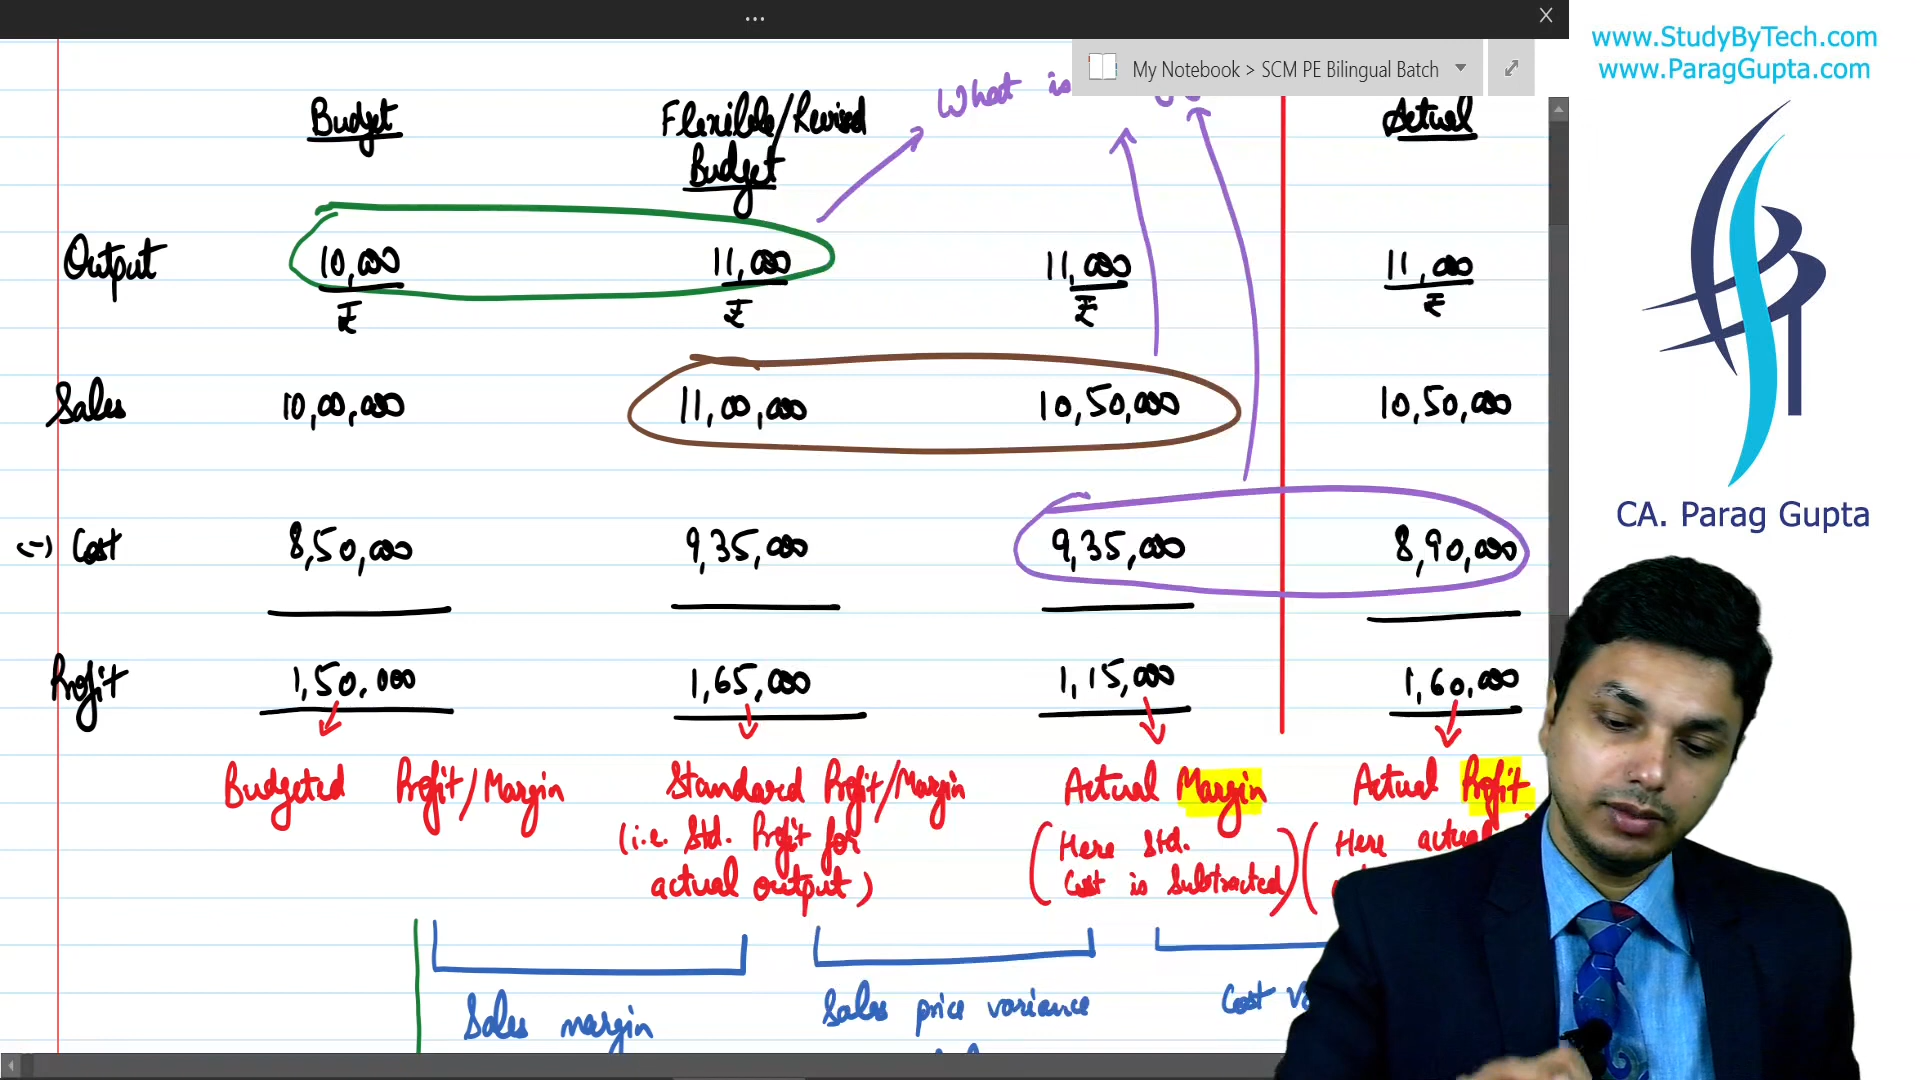 ...
X
www.StudyByTech.com
www.ParagGupta.com
My Notebook > SCM PE Bilingual Batch
What is
Budget
Flexible/Revised
Budget
Actual
Output 10,000 11,000 11,000 11,000
₹ ₹ ₹ ₹
Sales 10,00,000 11,00,000 10,50,000 10,50,000
CA. Parag Gupta
(-) Cost 8,50,000 9,35,000 9,35,000 8,90,000
Profit 1,50,000 1,65,000 1,15,000 1,60,000
Budgeted Profit/Margin Standard Profit/Margin Actual Margin Actual Profit
(i.e. Std. Profit for
actual output)
(Here Std.
Cost is Subtracted)
(Here
Sales margin
Sales price variance
Cost